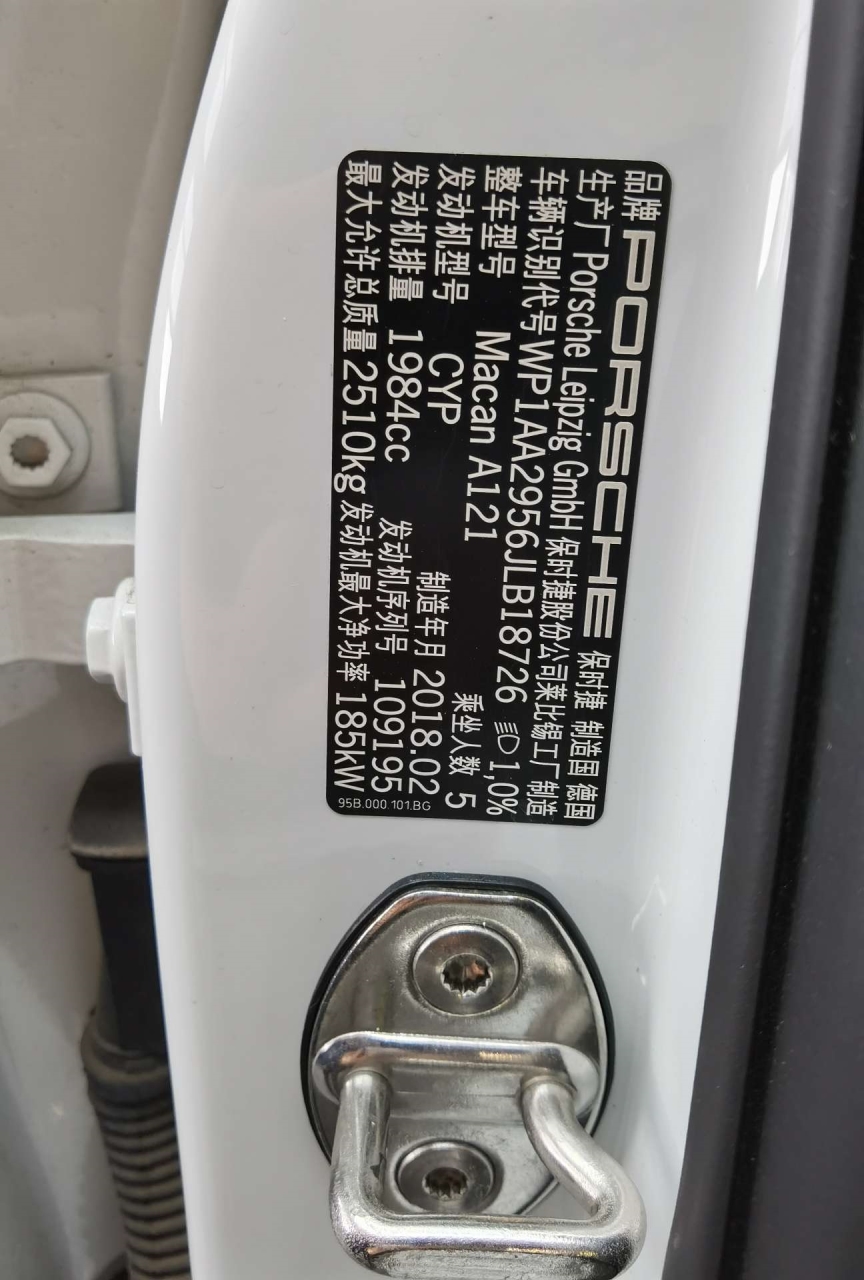 品牌 PORSCHE 保时捷 制造国 德国
生产厂 Porsche Leipzig GmbH 保时捷股份公司莱比锡工厂制造
车辆识别代号 WP1AA2956JLB18726 1,0%
整车型号 Macan A121 乘坐人数 5
发动机型号 CYP 制造年月 2018.02
发动机排量 1984cc 发动机序列号 109195
最大允许总质量 2510kg 发动机最大净功率 185kW
95B.000.101.BG